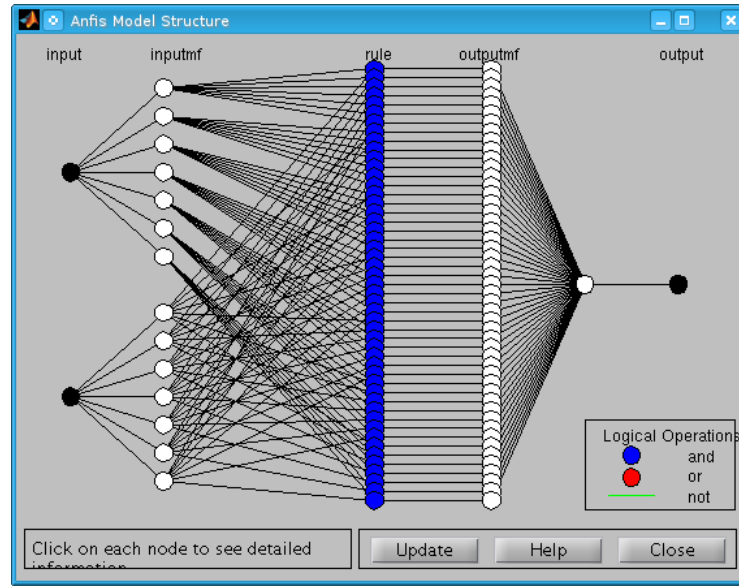 Anfis Model Structure
input inputmf rule outputmf output
Logical Operations
and
or
not
Click on each node to see detailed
information
Update Help Close